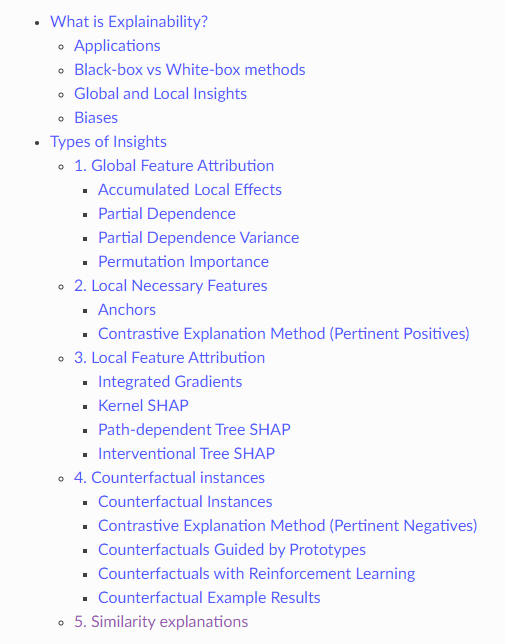 What is Explainability?
Applications
Black-box vs White-box methods
Global and Local Insights
Biases
Types of Insights
1. Global Feature Attribution
Accumulated Local Effects
Partial Dependence
Partial Dependence Variance
Permutation Importance
2. Local Necessary Features
Anchors
Contrastive Explanation Method (Pertinent Positives)
3. Local Feature Attribution
Integrated Gradients
Kernel SHAP
Path-dependent Tree SHAP
Interventional Tree SHAP
4. Counterfactual instances
Counterfactual Instances
Contrastive Explanation Method (Pertinent Negatives)
Counterfactuals Guided by Prototypes
Counterfactuals with Reinforcement Learning
Counterfactual Example Results
5. Similarity explanations